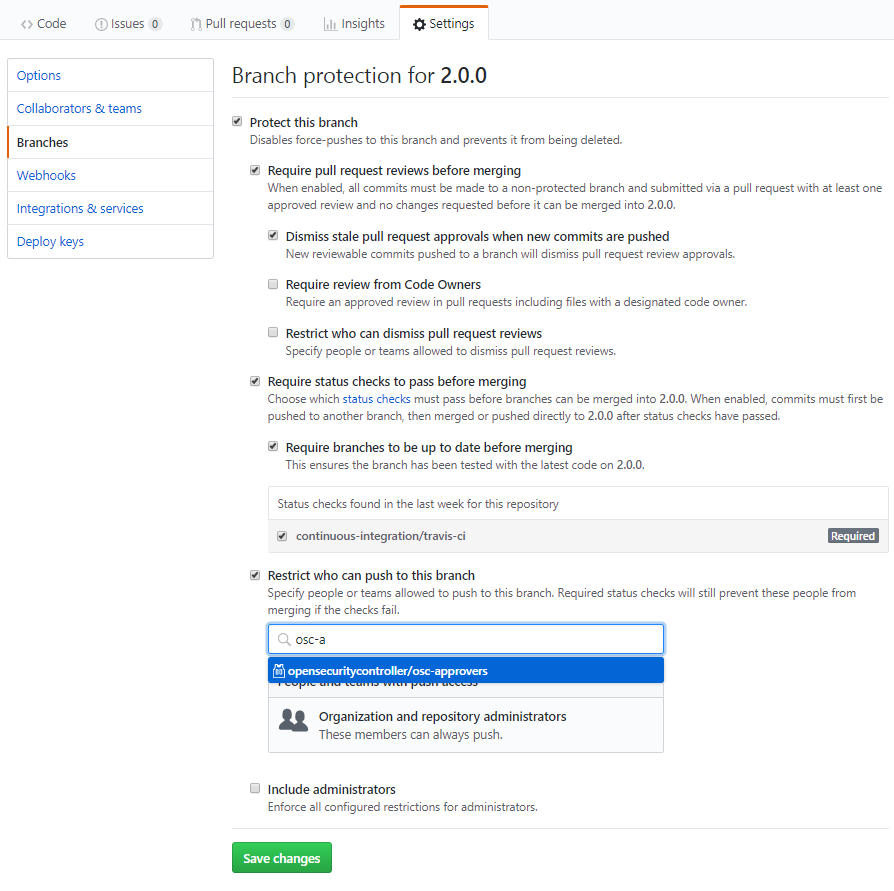 Code Issues 0 Pull requests 0 Insights Settings
Options
Collaborators & teams
Branches
Webhooks
Integrations & services
Deploy keys
Branch protection for 2.0.0
Protect this branch
Disables force-pushes to this branch and prevents it from being deleted.
Require pull request reviews before merging
When enabled, all commits must be made to a non-protected branch and submitted via a pull request with at least one
approved review and no changes requested before it can be merged into 2.0.0.
Dismiss stale pull request approvals when new commits are pushed
New reviewable commits pushed to a branch will dismiss pull request review approvals.
Require review from Code Owners
Require an approved review in pull requests including files with a designated code owner.
Restrict who can dismiss pull request reviews
Specify people or teams allowed to dismiss pull request reviews.
Require status checks to pass before merging
Choose which status checks must pass before branches can be merged into 2.0.0. When enabled, commits must first be
pushed to another branch, then merged or pushed directly to 2.0.0 after status checks have passed.
Require branches to be up to date before merging
This ensures the branch has been tested with the latest code on 2.0.0.
Status checks found in the last week for this repository
continuous-integration/travis-ci Required
Restrict who can push to this branch
Specify people or teams allowed to push to this branch. Required status checks will still prevent these people from
merging if the checks fail.
osc-a
opensecuritycontroller/osc-approvers
People and teams with push access
Organization and repository administrators
These members can always push.
Include administrators
Enforce all configured restrictions for administrators.
Save changes